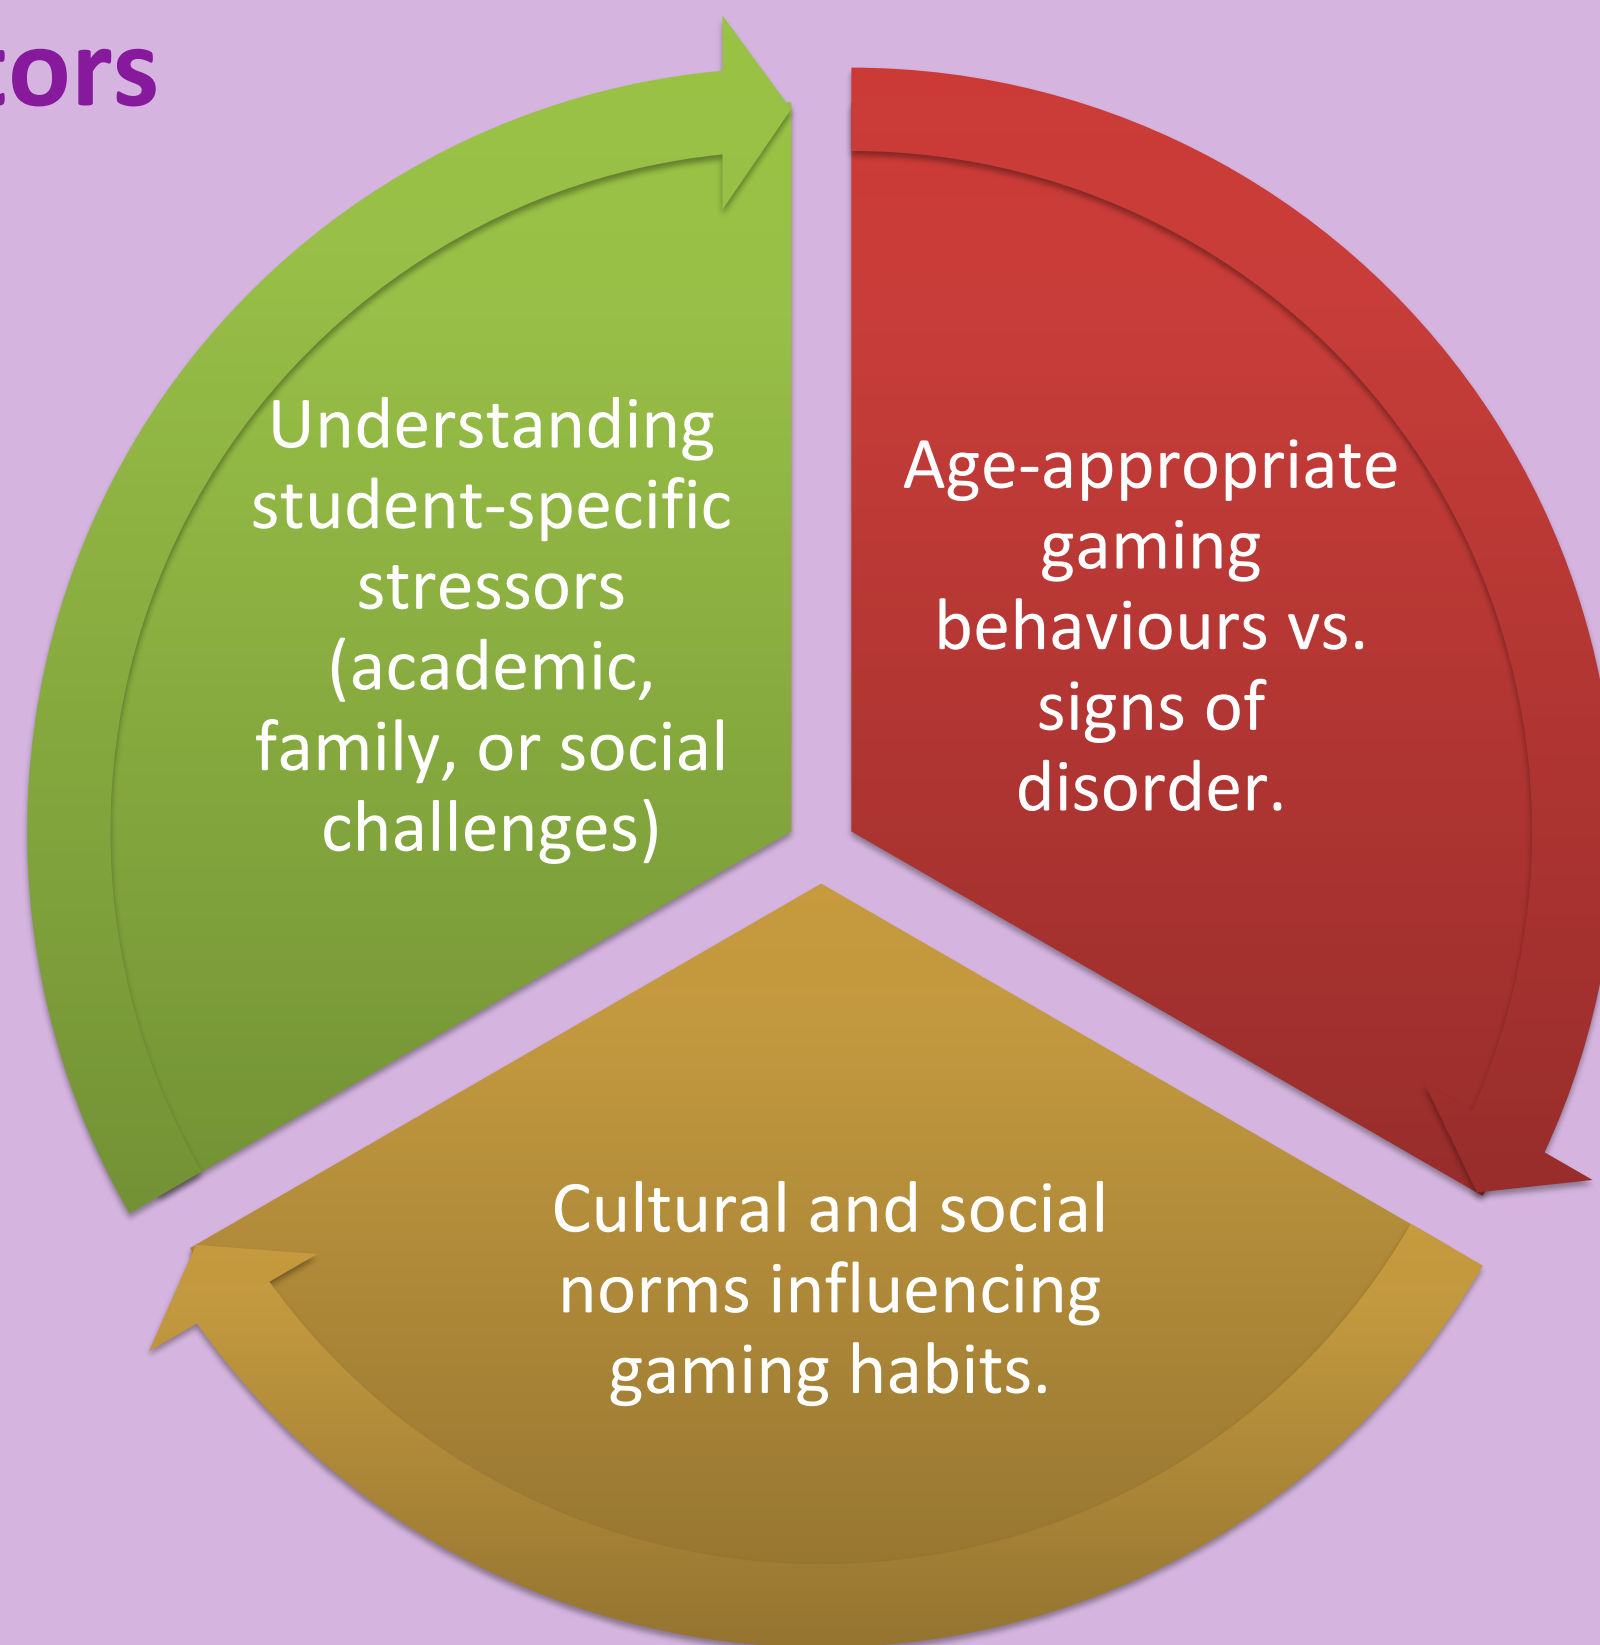 tors
Understanding
student-specific
stressors
(academic,
family, or social
challenges)
Age-appropriate
gaming
behaviours vs.
signs of
disorder.
Cultural and social
norms influencing
gaming habits.